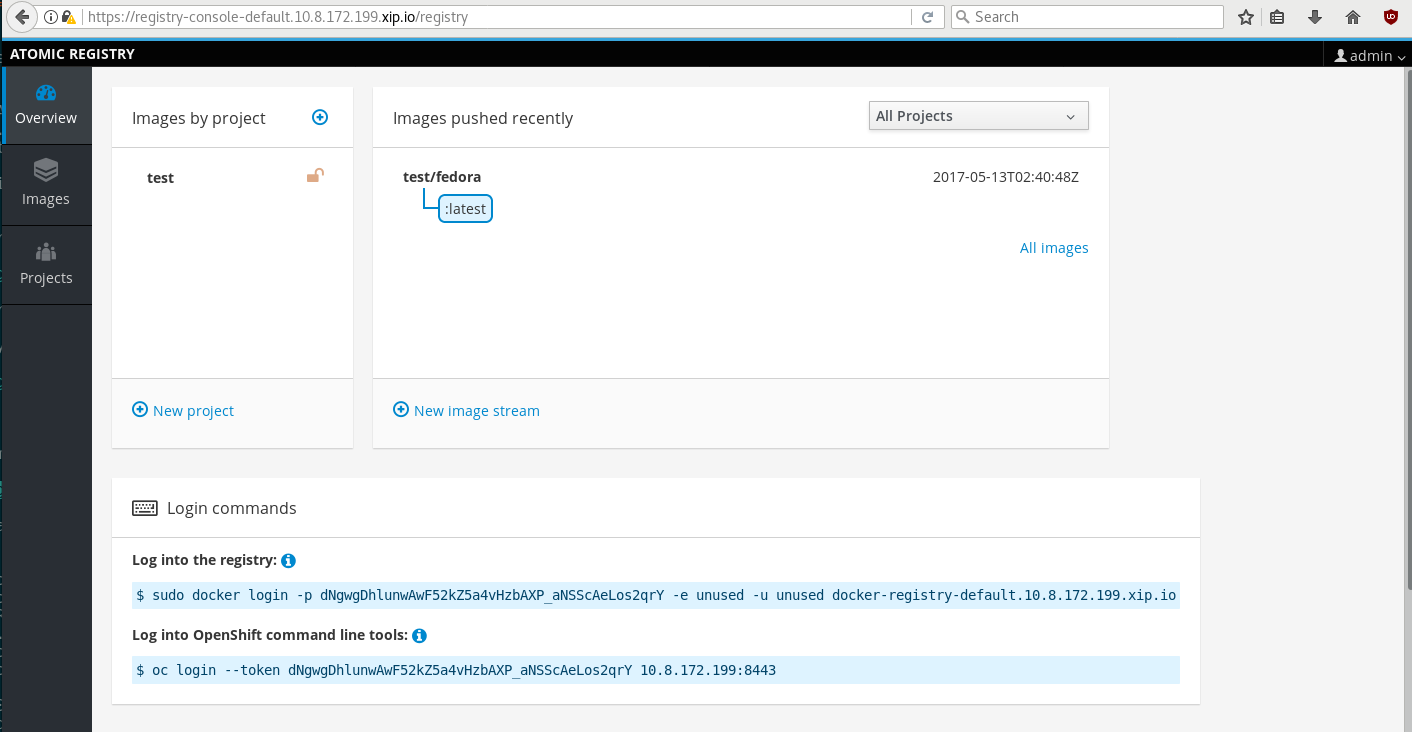 https://registry-console-default.10.8.172.199.xip.io/registry
Search
ATOMIC REGISTRY
admin
Overview
Images
Projects
Images by project
test
New project
Images pushed recently
All Projects
test/fedora
2017-05-13T02:40:48Z
:latest
All images
New image stream
Login commands
Log into the registry:
$ sudo docker login -p dNgwgDhlunwAwF52kZ5a4vHzbAXP_aNSScAeLos2qrY -e unused -u unused docker-registry-default.10.8.172.199.xip.io
Log into OpenShift command line tools:
$ oc login --token dNgwgDhlunwAwF52kZ5a4vHzbAXP_aNSScAeLos2qrY 10.8.172.199:8443